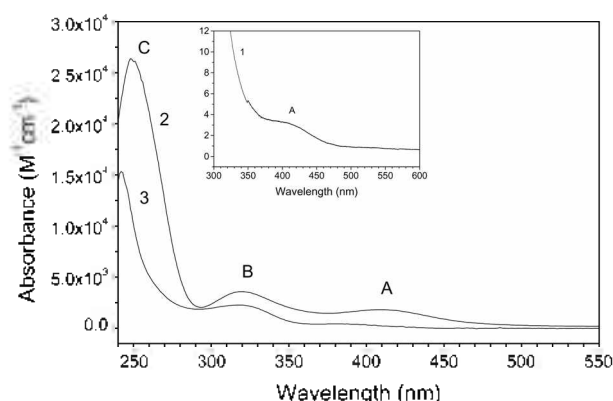 3.0x10⁴
2.5x10⁴
2.0x10⁴
1.5x10⁴
1.0x10⁴
5.0x10³
0.0
Absorbance (M⁻¹cm⁻¹)
C
2
3
B
A
250 300 350 400 450 500 550
Wavelength (nm)
12
10
8
6
4
2
0
1
A
300 350 400 450 500 550 600
Wavelength (nm)